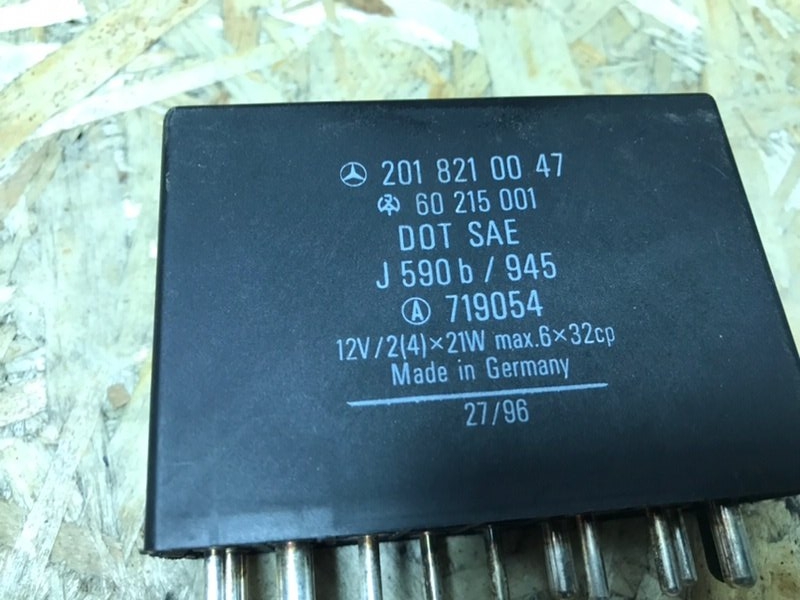 201 821 00 47
60 215 001
DOT SAE
J 590 b / 945
A 719054
12V/2(4)×21W max.6×32cp
Made in Germany
27/96